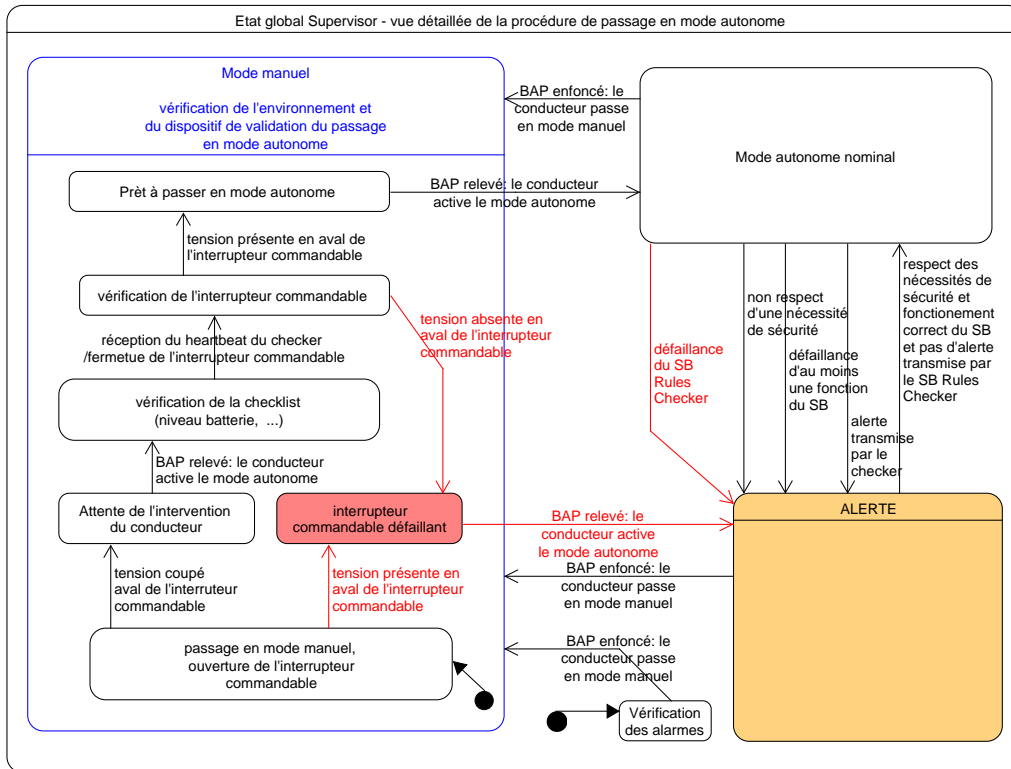 Etat global Supervisor - vue détaillée de la procédure de passage en mode autonome
Mode manuel
vérification de l'environnement et
du dispositif de validation du passage
en mode autonome
BAP enfoncé: le
conducteur passe
en mode manuel
Mode autonome nominal
Prèt à passer en mode autonome
BAP relevé: le conducteur
active le mode autonome
tension présente en aval de
l'interrupteur commandable
vérification de l'interrupteur commandable
tension absente en
aval de l'interrupteur
commandable
réception du heartbeat du checker
/fermetue de l'interrupteur commandable
vérification de la checklist
(niveau batterie, ...)
BAP relevé: le conducteur
active le mode autonome
Attente de l'intervention
du conducteur
interrupteur
commandable défaillant
tension coupé
aval de l'interruteur
commandable
tension présente en
aval de l'interrupteur
commandable
passage en mode manuel,
ouverture de l'interrupteur
commandable
défaillance
du SB
Rules
Checker
non respect
d'une nécessité
de sécurité
défaillance
d'au moins
une fonction
du SB
alerte
transmise
par le
checker
respect des
nécessités de
sécurité et
fonctionement
correct du SB
et pas d'alerte
transmise par
le SB Rules
Checker
BAP relevé: le
conducteur active
le mode autonome
ALERTE
BAP enfoncé: le
conducteur passe
en mode manuel
BAP enfoncé: le
conducteur passe
en mode manuel
Vérification
des alarmes